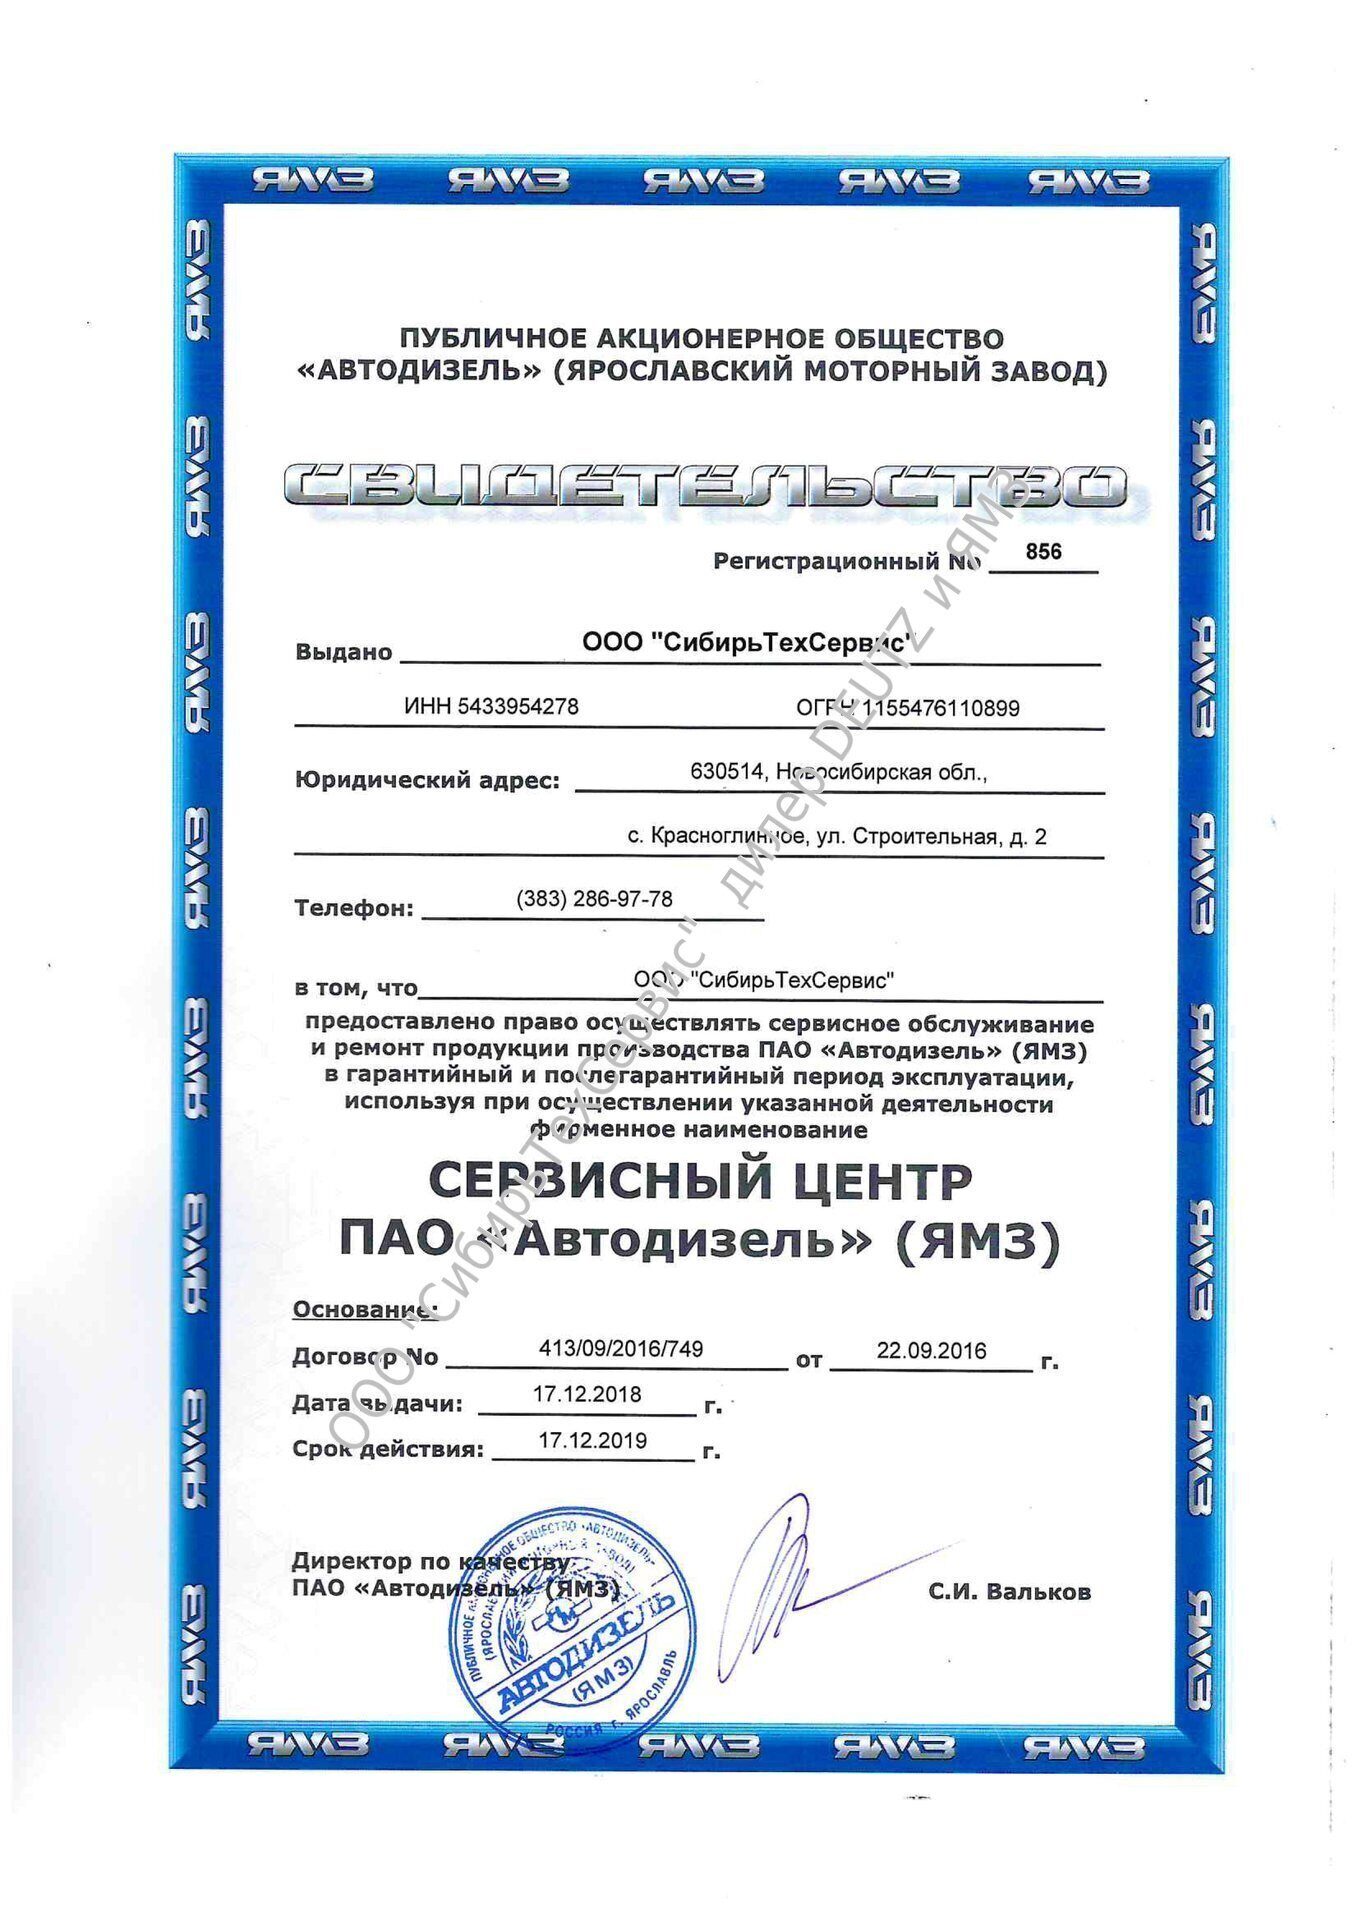 ЯМЗ ЯМЗ ЯМЗ ЯМЗ ЯМЗ
ПУБЛИЧНОЕ АКЦИОНЕРНОЕ ОБЩЕСТВО
«АВТОДИЗЕЛЬ» (ЯРОСЛАВСКИЙ МОТОРНЫЙ ЗАВОД)
СВИДЕТЕЛЬСТВО
Регистрационный No 856
Выдано ООО "СибирьТехСервис"
ИНН 5433954278 ОГРН 1155476110899
Юридический адрес: 630514, Новосибирская обл.,
с. Красноглинное, ул. Строительная, д. 2
Телефон: (383) 286-97-78
в том, что ООО "СибирьТехСервис"
предоставлено право осуществлять сервисное обслуживание
и ремонт продукции производства ПАО «Автодизель» (ЯМЗ)
в гарантийный и послегарантийный период эксплуатации,
используя при осуществлении указанной деятельности
фирменное наименование
СЕРВИСНЫЙ ЦЕНТР
ПАО «Автодизель» (ЯМЗ)
Основание:
Договор No 413/09/2016/749 от 22.09.2016 г.
Дата выдачи: 17.12.2018 г.
Срок действия: 17.12.2019 г.
Директор по качеству
ПАО «Автодизель» (ЯМЗ) С.И. Вальков
ПУБЛИЧНОЕ АКЦИОНЕРНОЕ ОБЩЕСТВО «АВТОДИЗЕЛЬ»
АВТОДИЗЕЛЬ
(ЯМЗ)
РОССИЯ г. ЯРОСЛАВЛЬ
ООО "СибирьТехСервис" дилер DEUTZ и ЯМЗ
ЯМЗ ЯМЗ ЯМЗ ЯМЗ ЯМЗ